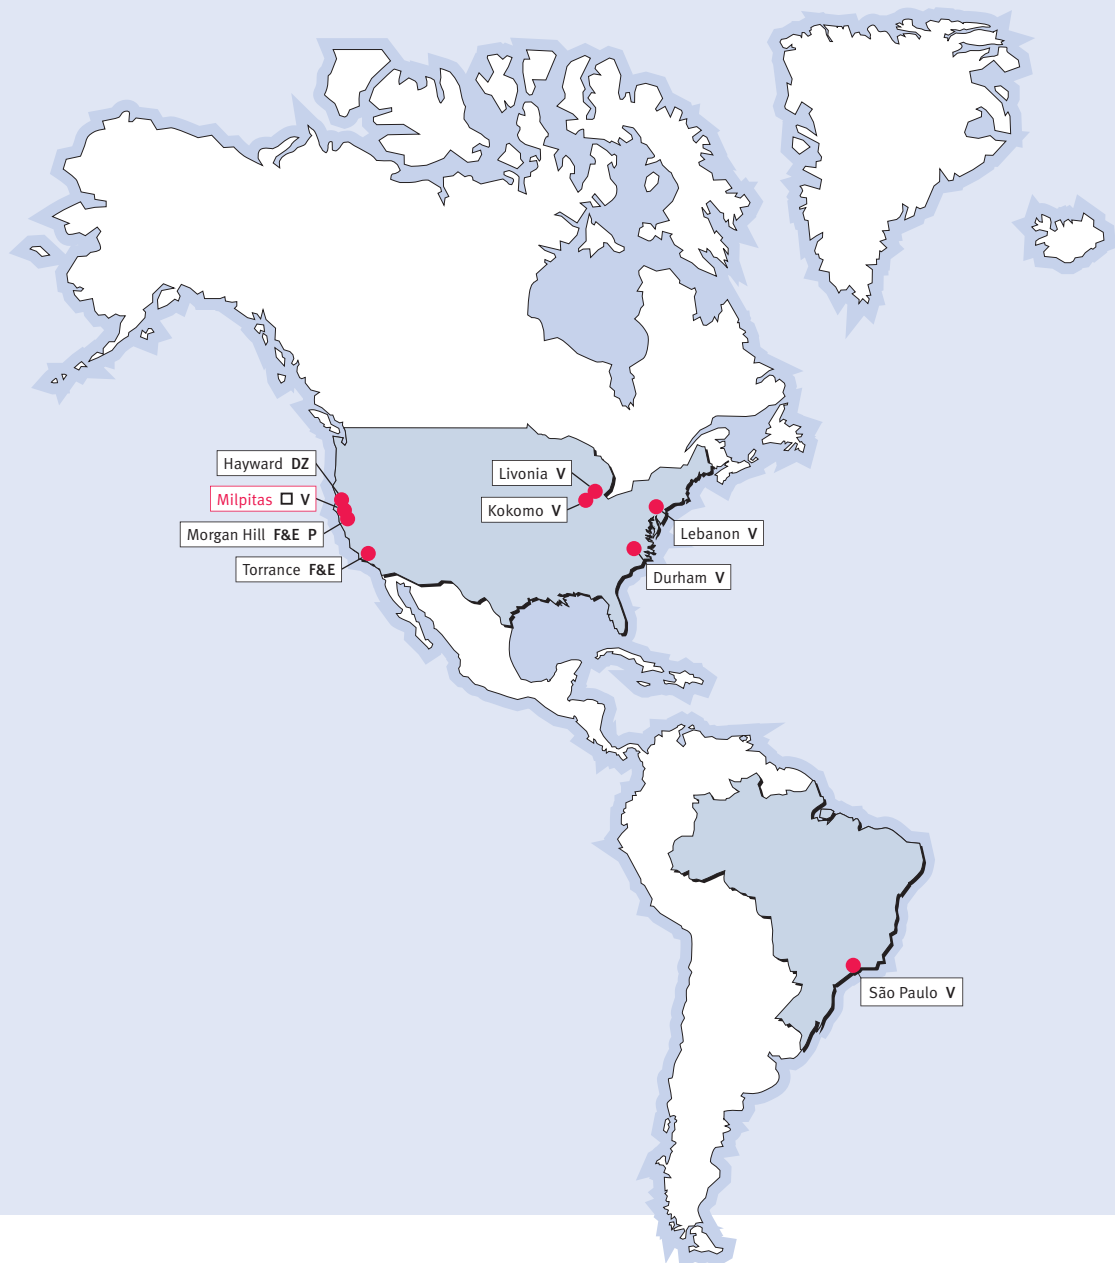 Hayward DZ
Milpitas □ V
Morgan Hill F&E P
Torrance F&E
Livonia V
Kokomo V
Lebanon V
Durham V
São Paulo V